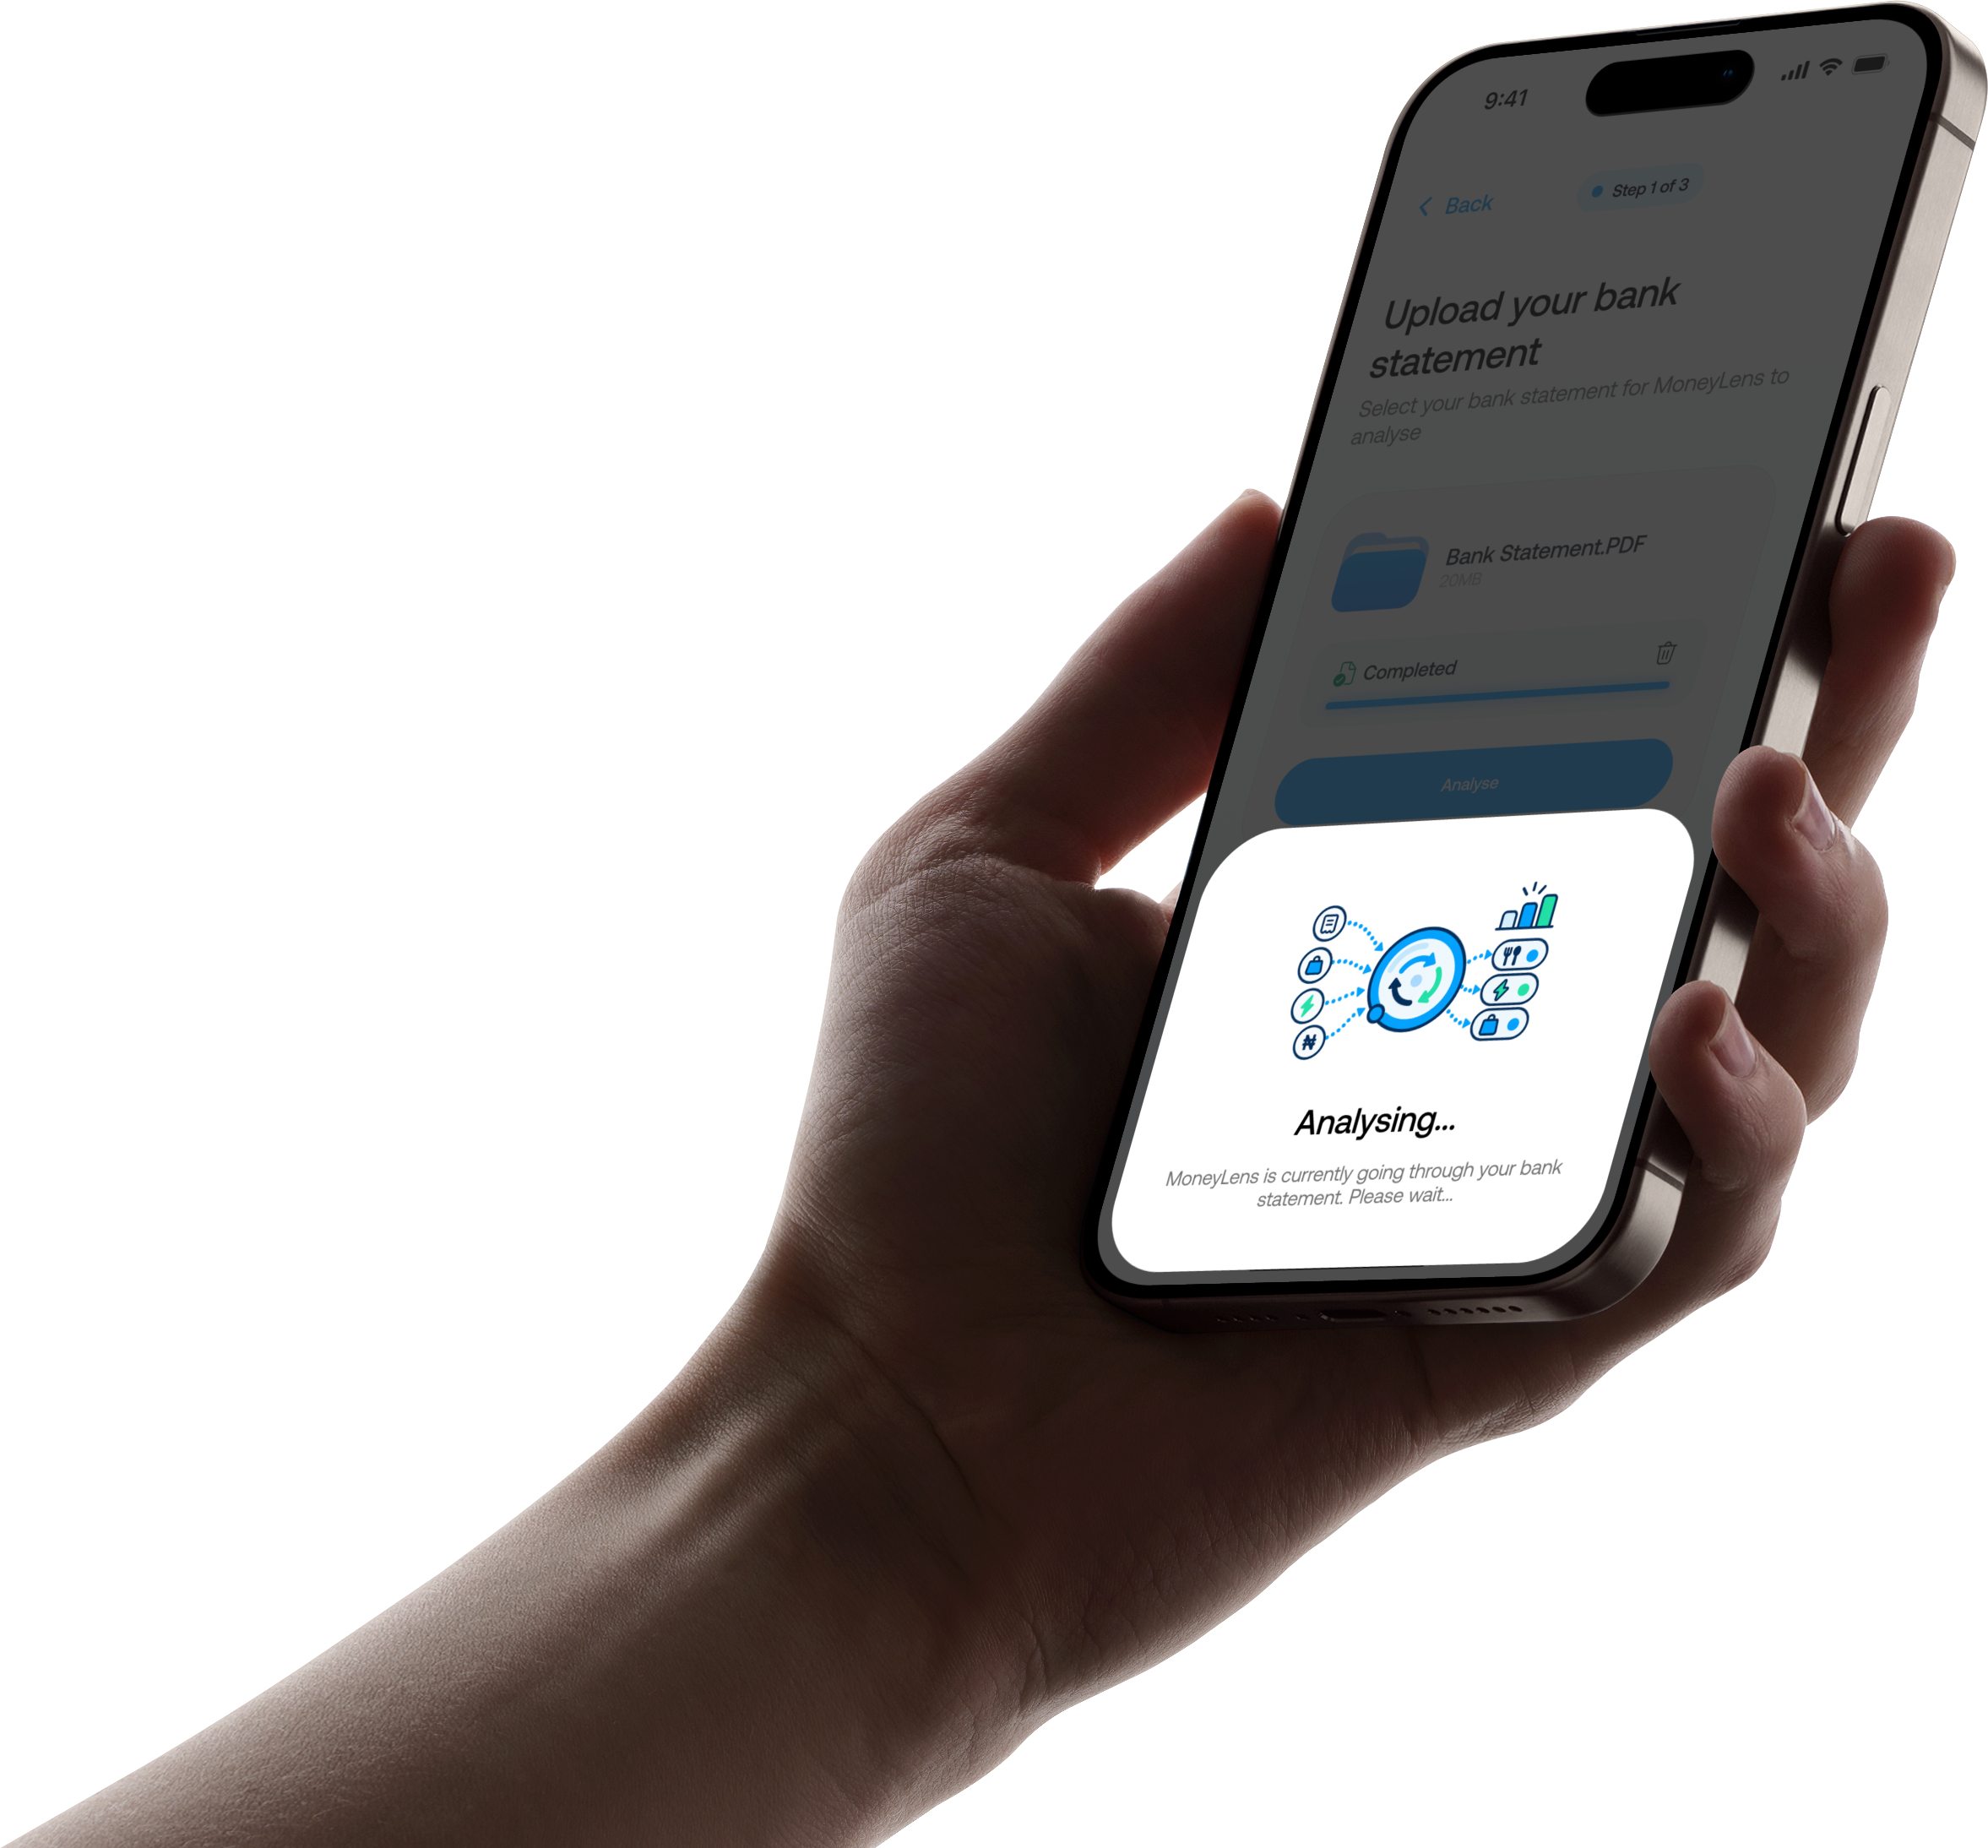 9:41
Back
Step 1 of 3
Upload your bank
statement
Select your bank statement for MoneyLens to
analyse
Bank Statement.PDF
20MB
Completed
Analyse
₦
Analysing...
MoneyLens is currently going through your bank
statement. Please wait...